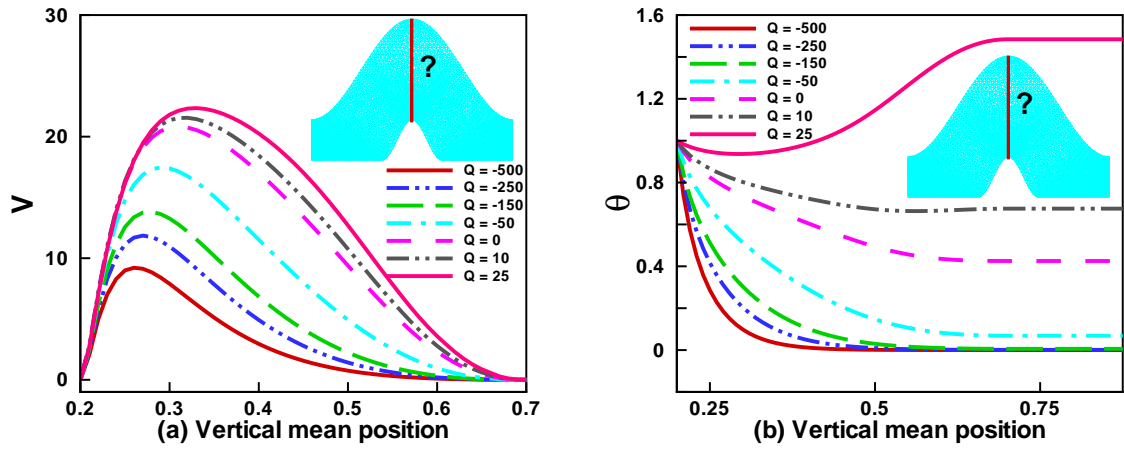 30
20
10
0
V
0.2 0.3 0.4 0.5 0.6 0.7
(a) Vertical mean position
?
Q = -500
Q = -250
Q = -150
Q = -50
Q = 0
Q = 10
Q = 25
1.6
1.2
0.8
0.4
0
θ
0.25 0.5 0.75
(b) Vertical mean position
Q = -500
Q = -250
Q = -150
Q = -50
Q = 0
Q = 10
Q = 25
?